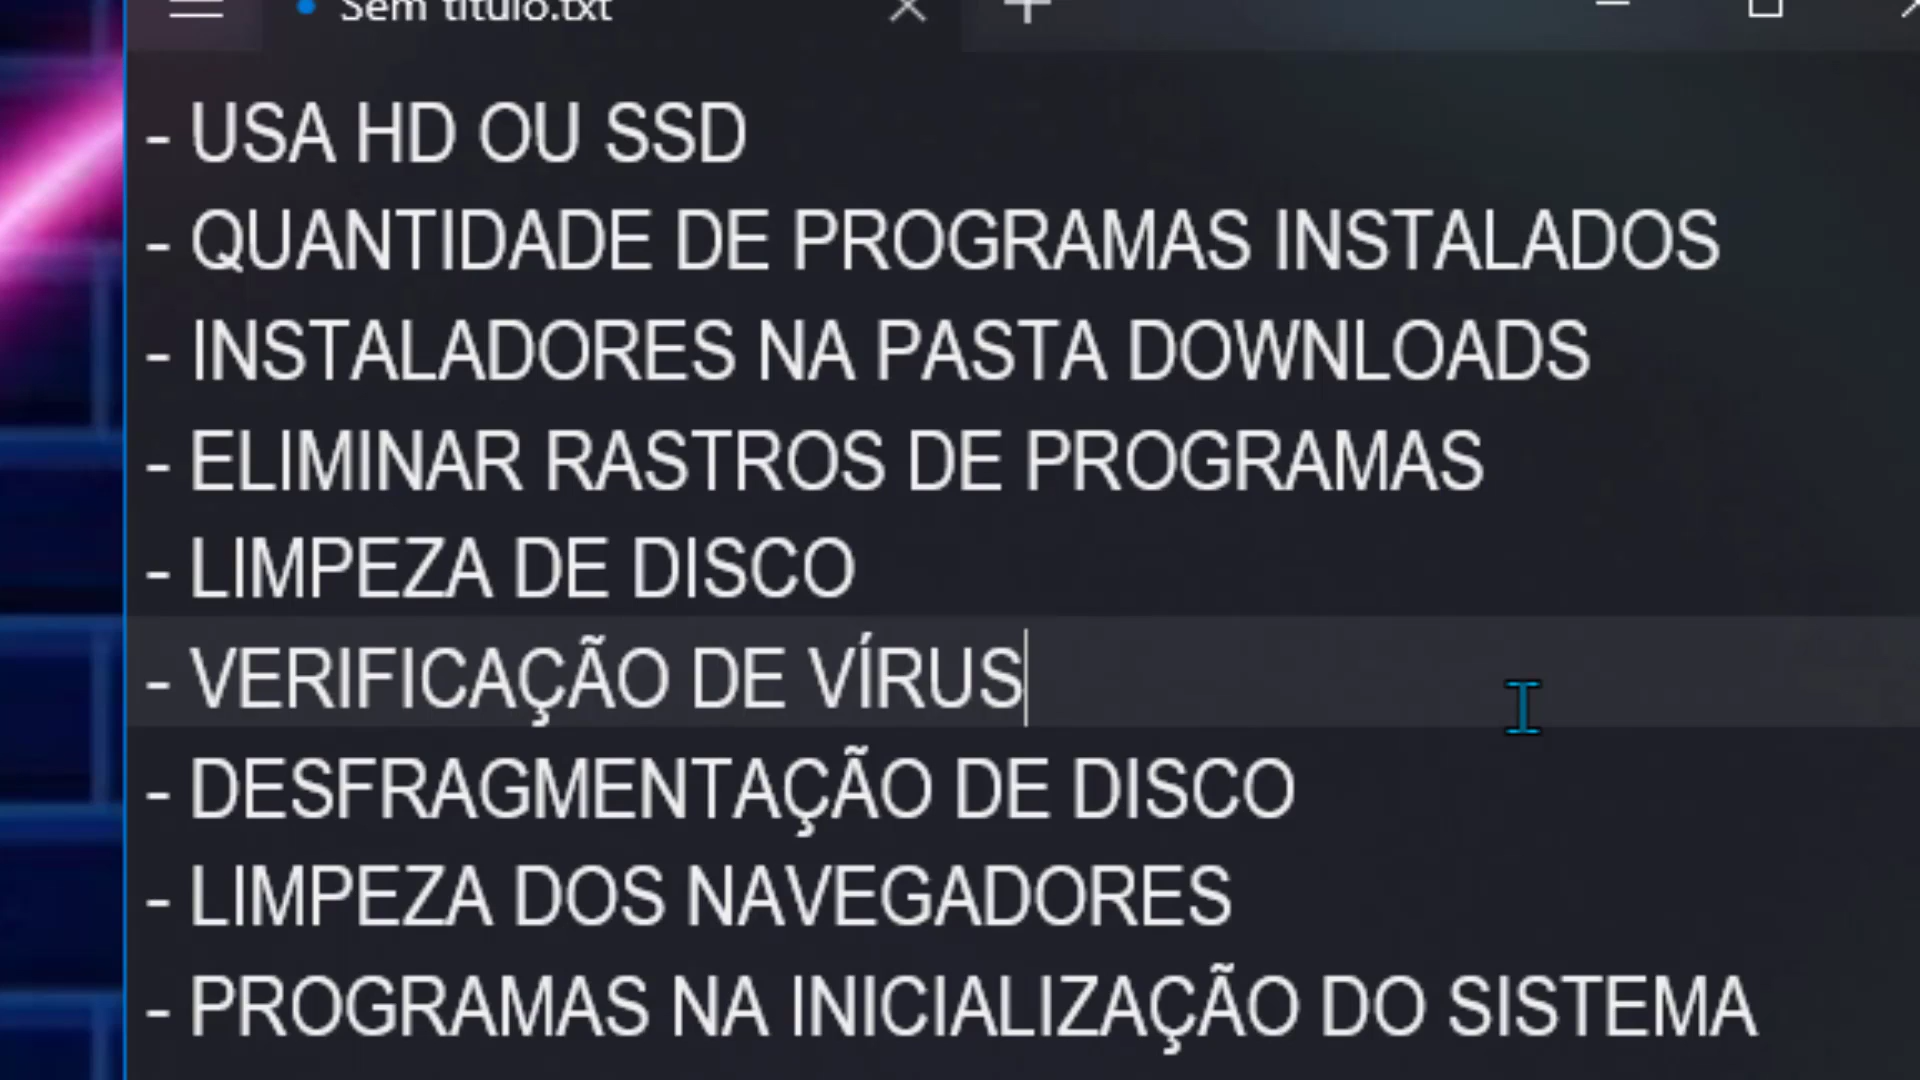 Sem título.txt
- USA HD OU SSD
- QUANTIDADE DE PROGRAMAS INSTALADOS
- INSTALADORES NA PASTA DOWNLOADS
- ELIMINAR RASTROS DE PROGRAMAS
- LIMPEZA DE DISCO
- VERIFICAÇÃO DE VÍRUS
- DESFRAGMENTAÇÃO DE DISCO
- LIMPEZA DOS NAVEGADORES
- PROGRAMAS NA INICIALIZAÇÃO DO SISTEMA